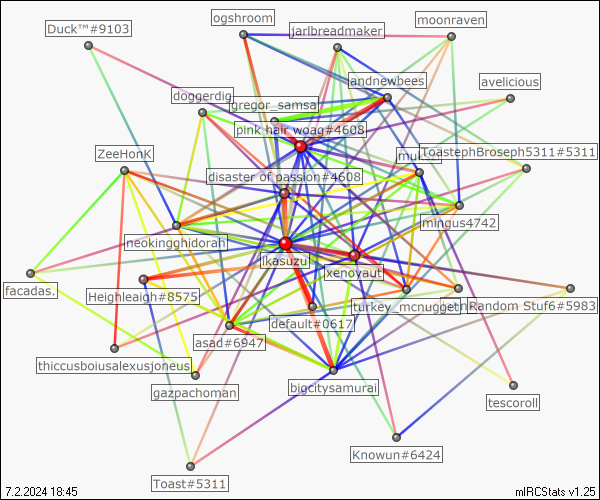 ogshroom
moonraven
Duck™#9103
jarlbreadmaker
landnewbees
avelicious
doggerdig
gregor_samsa
pink hair woag#4608
ZeeHonK
ToastephBroseph5311#5311
disaster of passion#4608
mingus4742
neokingghidorah
ikasuzu
xenoyaut
facadas.
Heighleaigh#8575
turkey_mcnugget
Random Stuf6#5983
default#0617
asad#6947
thiccusboiusalexusjoneus
bigcitysamurai
gazpachoman
tescoroll
Knowun#6424
Toast#5311
7.2.2024 18:45
mIRCStats v1.25